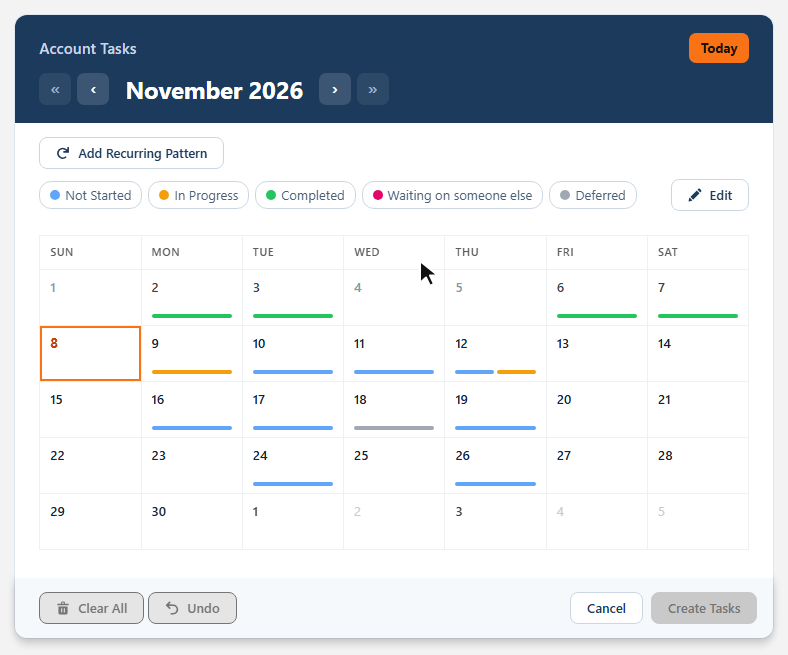 Account Tasks
Today
« ‹ November 2026 › »
Add Recurring Pattern
Not Started In Progress Completed Waiting on someone else Deferred Edit
SUN MON TUE WED THU FRI SAT
1 2 3 4 5 6 7
8 9 10 11 12 13 14
15 16 17 18 19 20 21
22 23 24 25 26 27 28
29 30 1 2 3 4 5
Clear All Undo Cancel Create Tasks